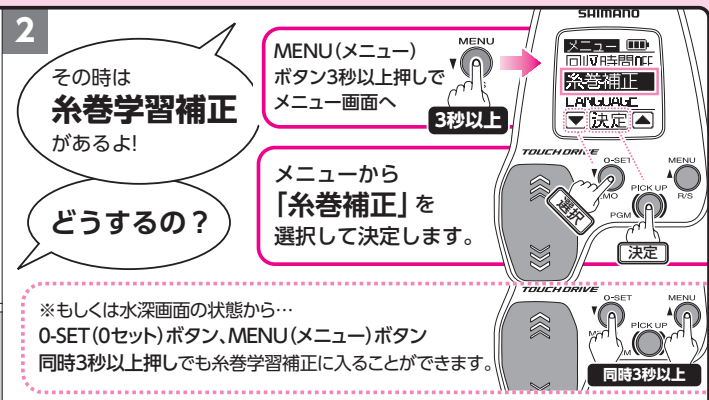 2
その時は
糸巻学習補正
があるよ!
どうするの？
MENU（メニュー）
ボタン3秒以上押しで
メニュー画面へ
MENU
3秒以上
SHIMANO
メニュー
糸巻補正
LANGUAGE
▼決定▲
TOUCH DRIVE
0-SET
MENU
PICK UP
R/S
PGM
選択
決定
メニューから
「糸巻補正」を
選択して決定します。
※もしくは水深画面の状態から…
0-SET（0セット）ボタン、MENU（メニュー）ボタン
同時3秒以上押しでも糸巻学習補正に入ることができます。
TOUCH DRIVE
0-SET
MENU
PICK UP
同時3秒以上